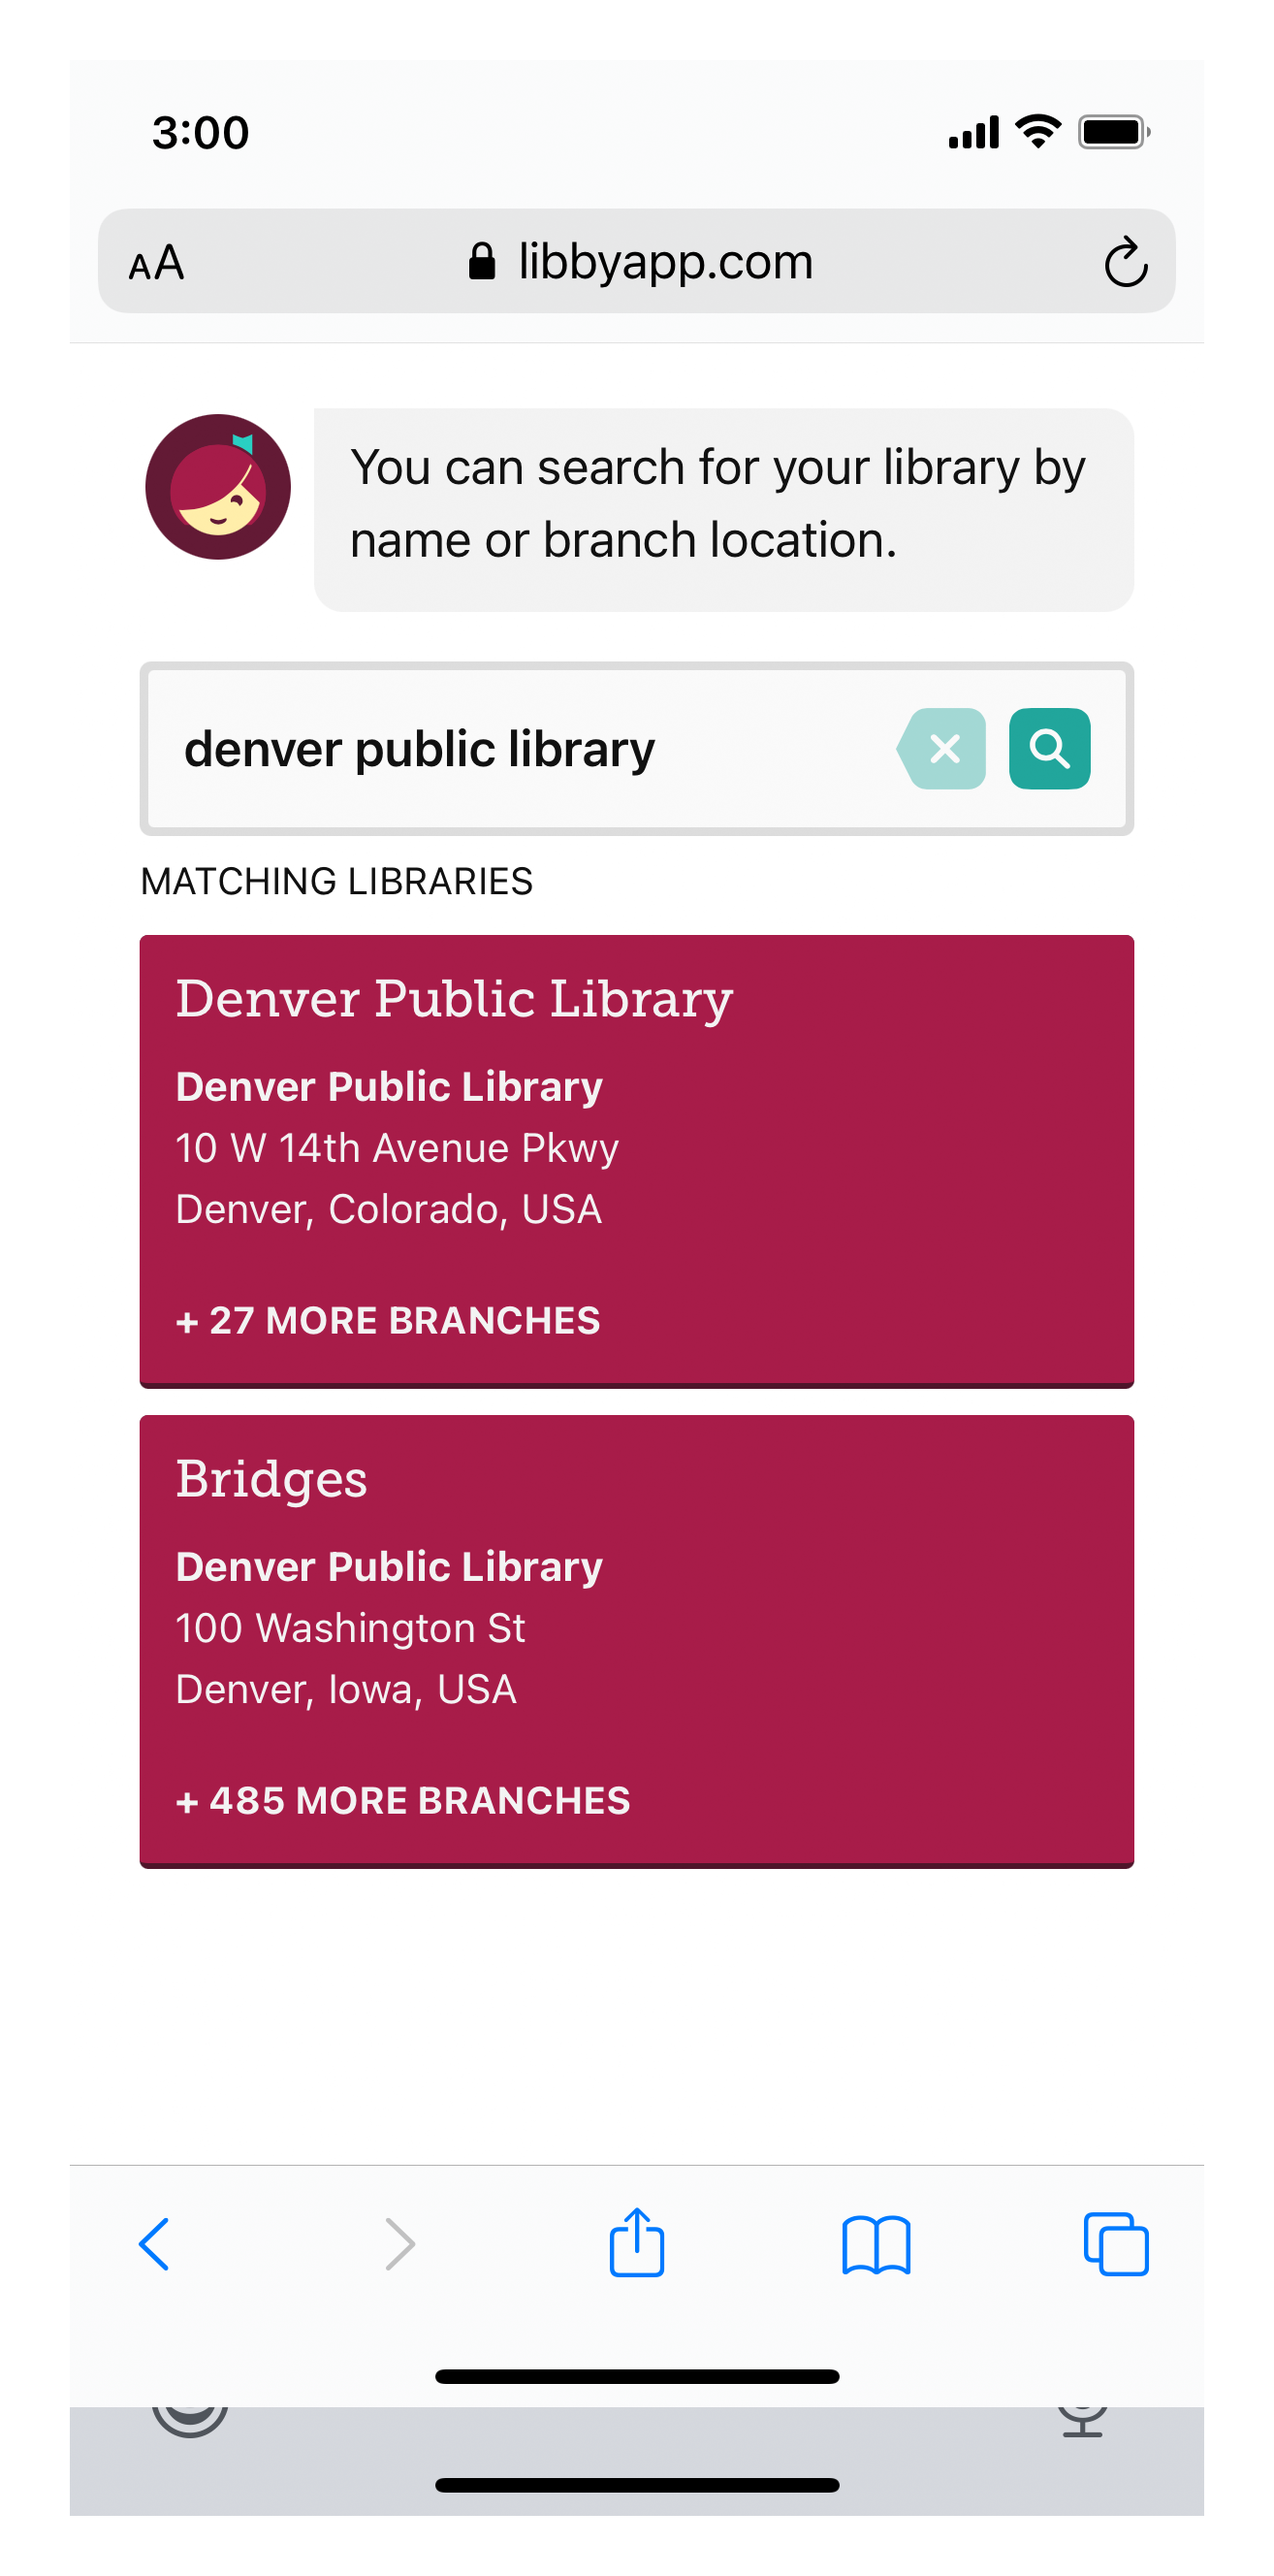 3:00
AA libbyapp.com
You can search for your library by
name or branch location.
denver public library
MATCHING LIBRARIES
Denver Public Library
Denver Public Library
10 W 14th Avenue Pkwy
Denver, Colorado, USA
+ 27 MORE BRANCHES
Bridges
Denver Public Library
100 Washington St
Denver, Iowa, USA
+ 485 MORE BRANCHES